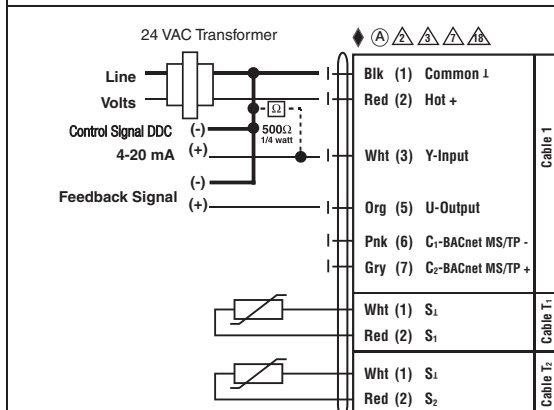 24 VAC Transformer
♦ Ⓐ 2 3 7 18
Line
Volts
Control Signal DDC (-)
4-20 mA (+)
Ω
500Ω
1/4 watt
(-)
Feedback Signal
(+)
Blk (1) Common ⊥
Red (2) Hot +
Wht (3) Y-Input
Org (5) U-Output
Pnk (6) C₁-BACnet MS/TP -
Gry (7) C₂-BACnet MS/TP +
Cable 1
Wht (1) S⊥
Red (2) S₁
Cable T₁
Wht (1) S⊥
Red (2) S₂
Cable T₂